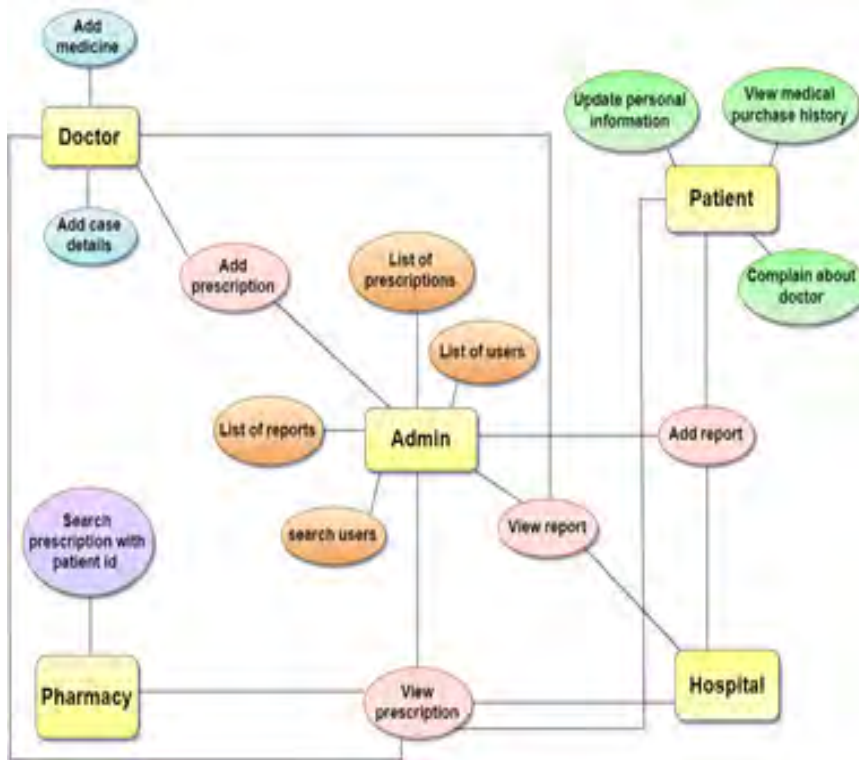 Add
medicine
Doctor
Add case
details
Update personal
information
View medical
purchase history
Patient
Complain about
doctor
Add
prescription
List of
prescriptions
List of users
List of reports
Admin
Add report
search users
View report
Search
prescription with
patient id
Pharmacy
View
prescription
Hospital